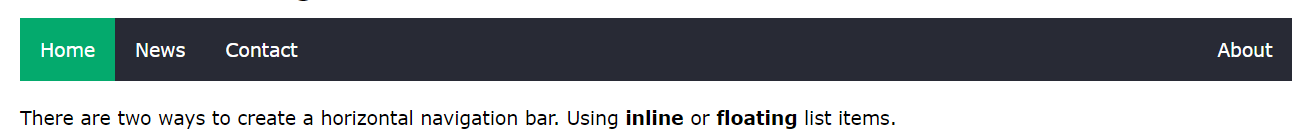 Home News Contact About
There are two ways to create a horizontal navigation bar. Using inline or floating list items.